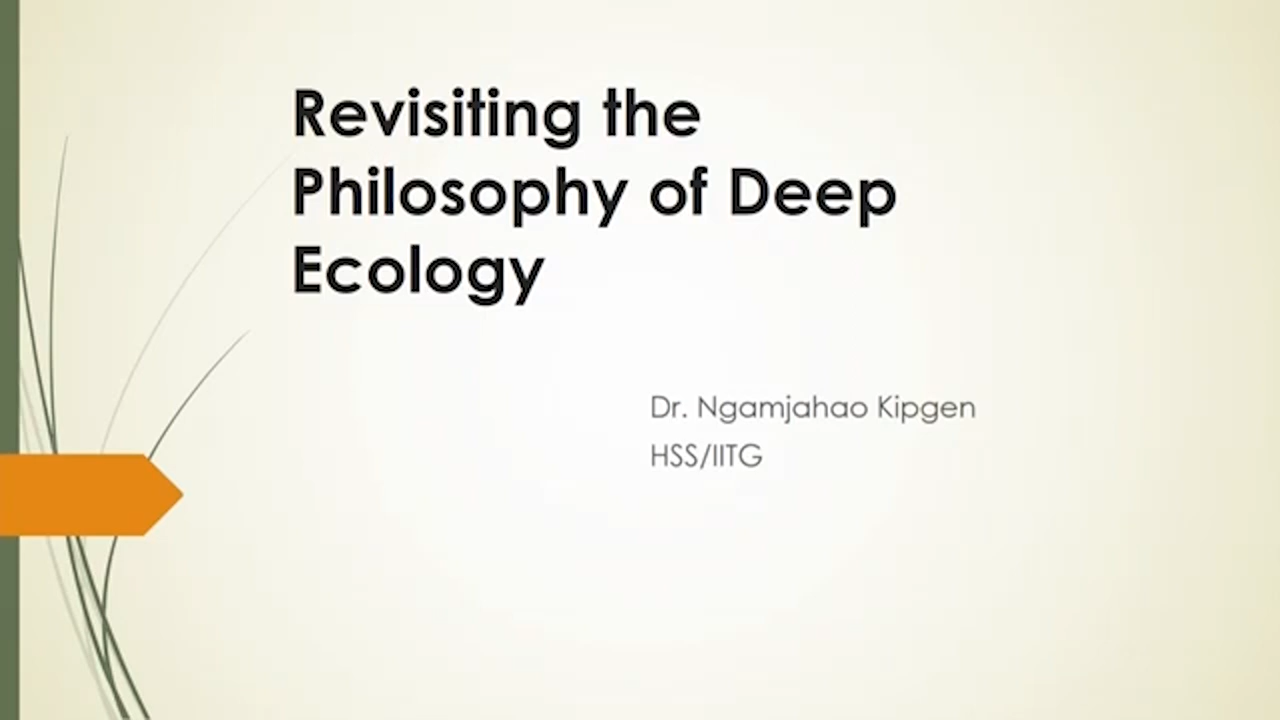 Revisiting the
Philosophy of Deep
Ecology
Dr. Ngamjahao Kipgen
HSS/IITG